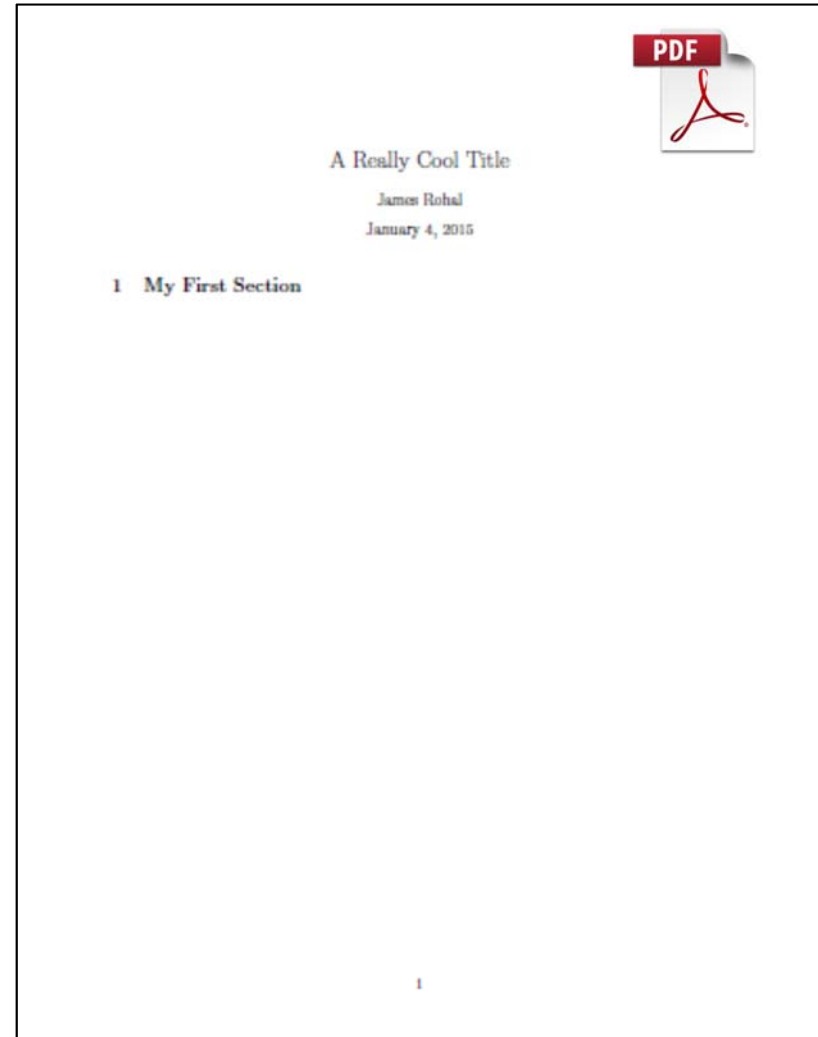 PDF
A Really Cool Title
James Rohal
January 4, 2015
1 My First Section
1